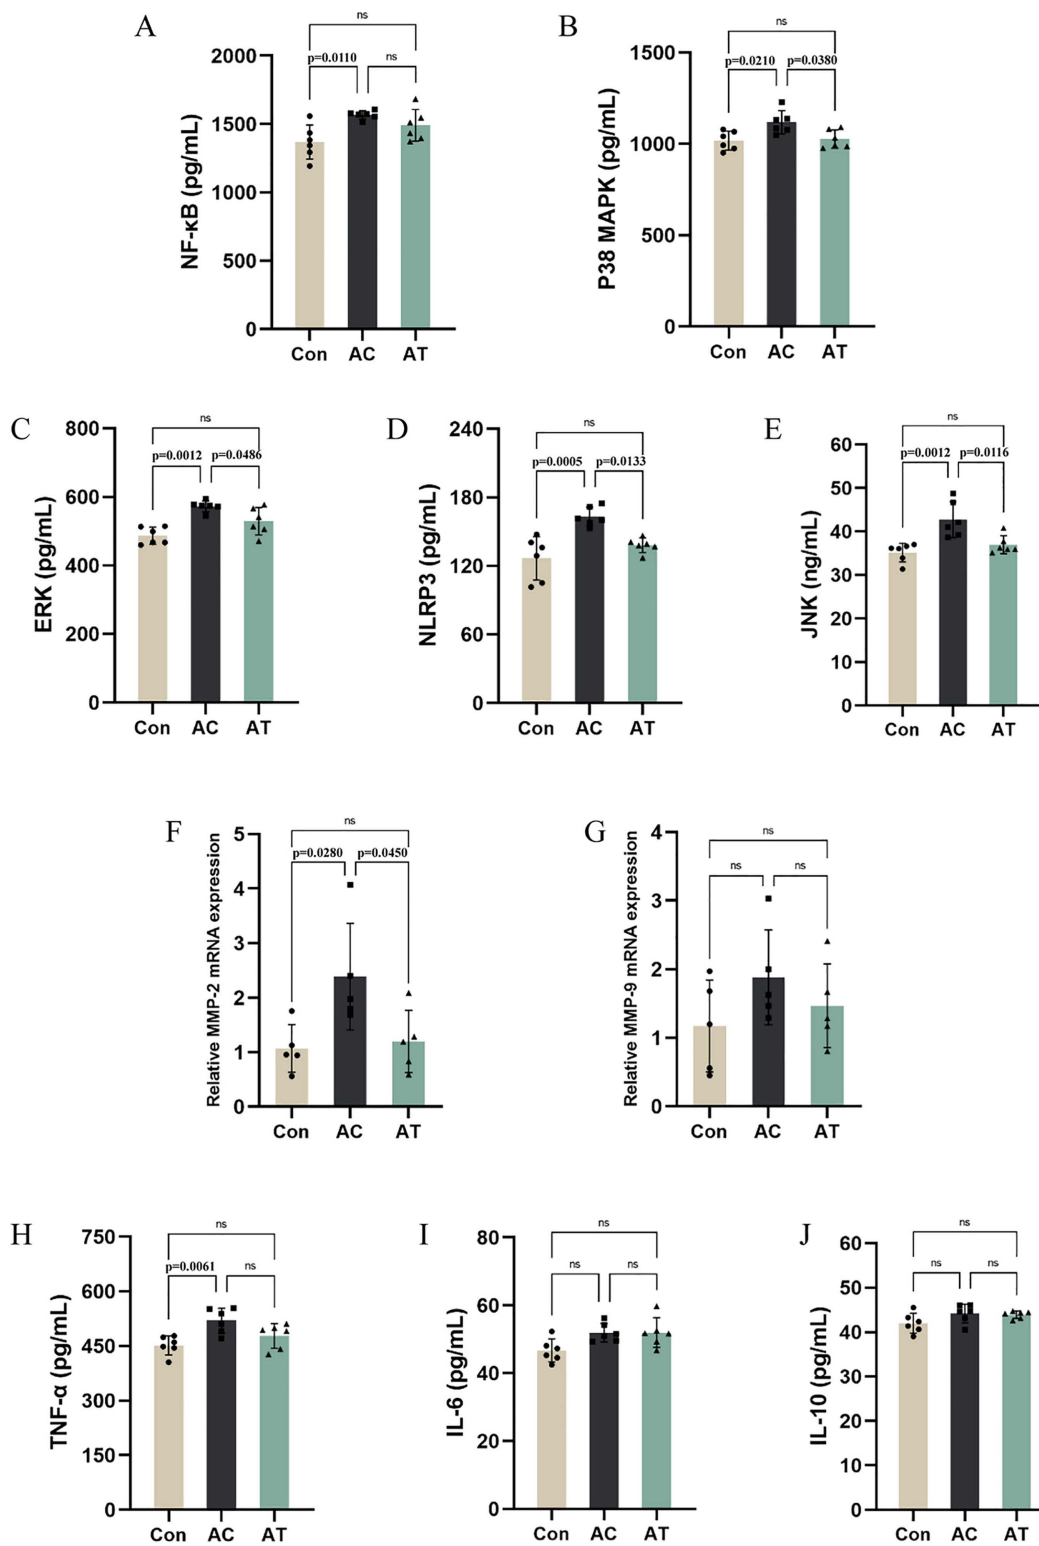 A
ns
p=0.0110
ns
NF-κB (pg/mL)
2000
1500
1000
500
0
Con
AC
AT
B
ns
p=0.0210
p=0.0380
P38 MAPK (pg/mL)
1500
1000
500
0
Con
AC
AT
C
ns
p=0.0012
p=0.0486
ERK (pg/mL)
800
600
400
200
0
Con
AC
AT
D
ns
p=0.0005
p=0.0133
NLRP3 (pg/mL)
240
180
120
60
0
Con
AC
AT
E
ns
p=0.0012
p=0.0116
JNK (ng/mL)
60
50
40
30
20
10
0
Con
AC
AT
F
ns
p=0.0280
p=0.0450
Relative MMP-2 mRNA expression
5
4
3
2
1
0
Con
AC
AT
G
ns
ns
ns
Relative MMP-9 mRNA expression
4
3
2
1
0
Con
AC
AT
H
ns
p=0.0061
ns
TNF-α (pg/mL)
750
600
450
300
150
0
Con
AC
AT
I
ns
ns
ns
IL-6 (pg/mL)
80
60
40
20
0
Con
AC
AT
J
ns
ns
ns
IL-10 (pg/mL)
60
50
40
30
20
10
0
Con
AC
AT